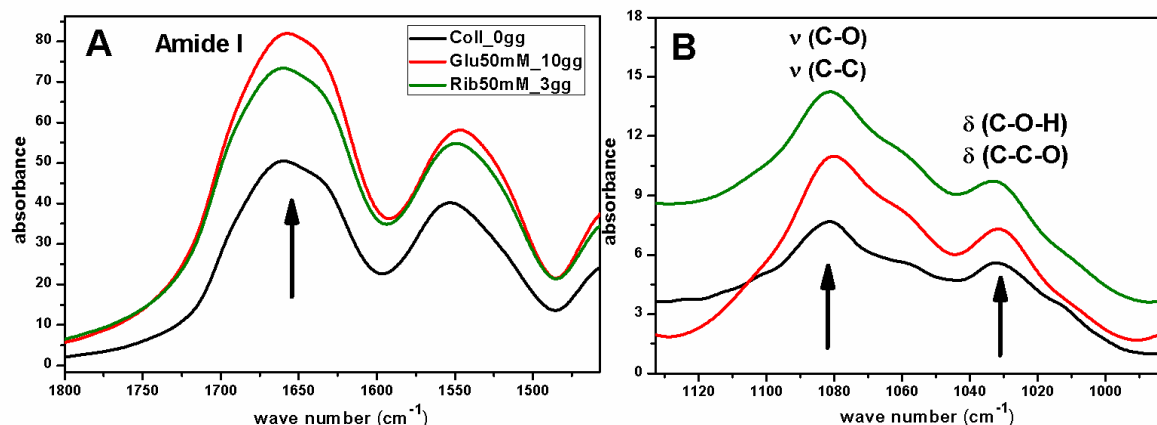 A
Amide I
Coll_0gg
Glu50mM_10gg
Rib50mM_3gg
absorbance
80
70
60
50
40
30
20
10
0
1800 1750 1700 1650 1600 1550 1500
wave number (cm⁻¹)
B
ν (C-O)
ν (C-C)
δ (C-O-H)
δ (C-C-O)
absorbance
18
15
12
9
6
3
0
1120 1100 1080 1060 1040 1020 1000
wave number (cm⁻¹)